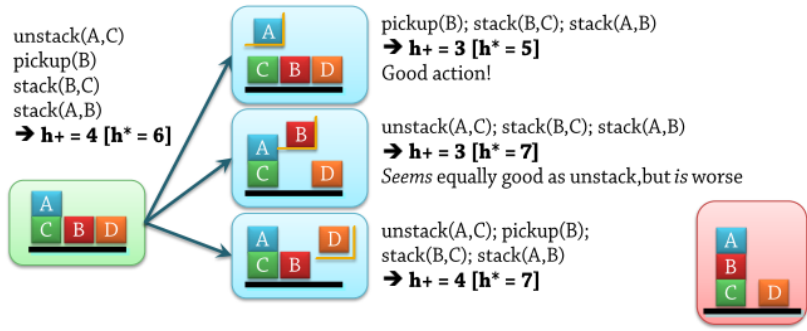 unstack(A,C)
pickup(B)
stack(B,C)
stack(A,B)
➔ h+ = 4 [h* = 6]
A
C B D
A
C B D
pickup(B); stack(B,C); stack(A,B)
➔ h+ = 3 [h* = 5]
Good action!
B
A
C D
unstack(A,C); stack(B,C); stack(A,B)
➔ h+ = 3 [h* = 7]
Seems equally good as unstack,but is worse
A D
C B
unstack(A,C); pickup(B);
stack(B,C); stack(A,B)
➔ h+ = 4 [h* = 7]
A
B
C D